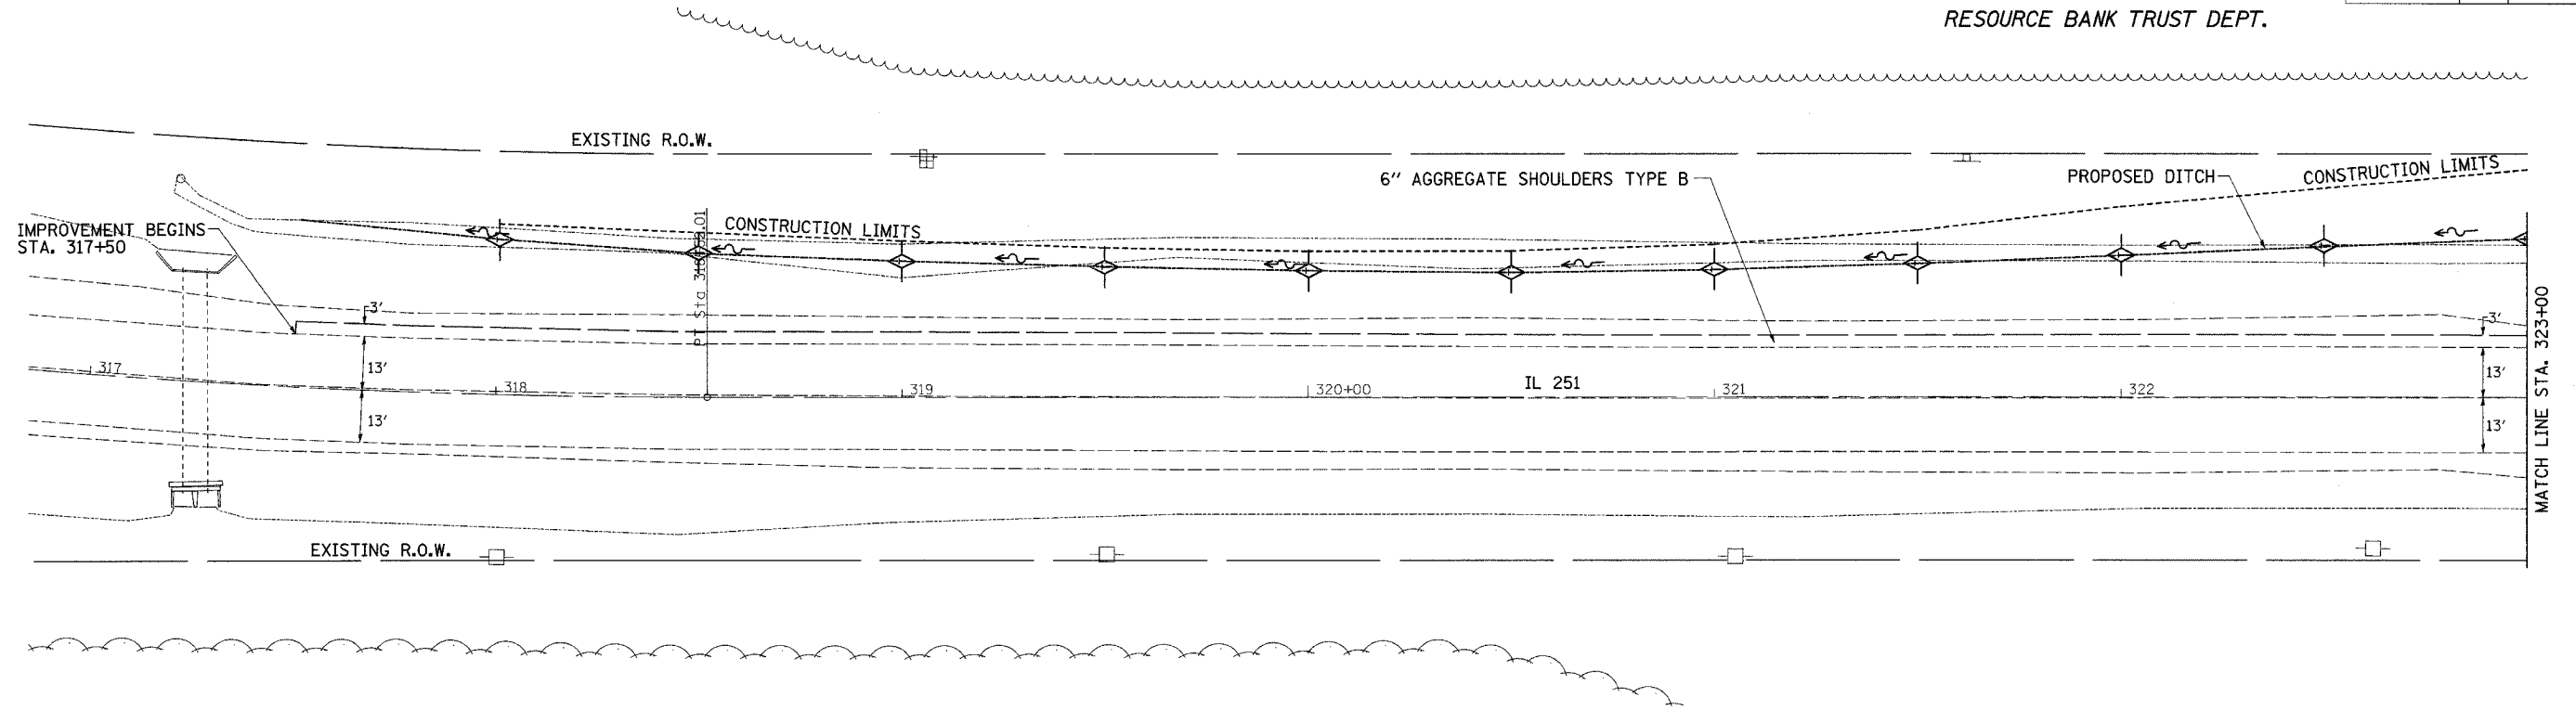 RESOURCE BANK TRUST DEPT.
EXISTING R.O.W.
6" AGGREGATE SHOULDERS TYPE B
PROPOSED DITCH
CONSTRUCTION LIMITS
CONSTRUCTION LIMITS
IMPROVEMENT BEGINS
STA. 317+50
PT Sta
3'
3'
13'
13'
317
318
319
320+00
IL 251
321
322
13'
13'
MATCH LINE STA. 323+00
EXISTING R.O.W.